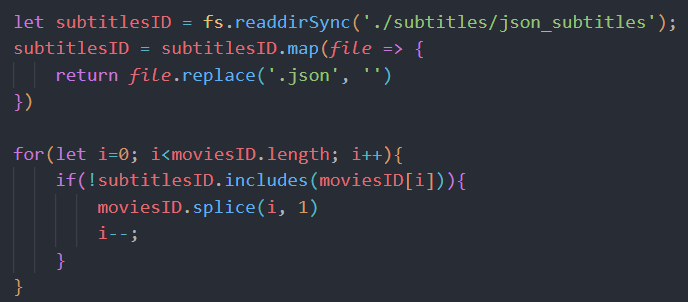 let subtitlesID = fs.readdirSync('./subtitles/json_subtitles');
subtitlesID = subtitlesID.map(file => {
    return file.replace('.json', '')
})

for(let i=0; i<moviesID.length; i++){
    if(!subtitlesID.includes(moviesID[i])){
        moviesID.splice(i, 1)
        i--;
    }
}